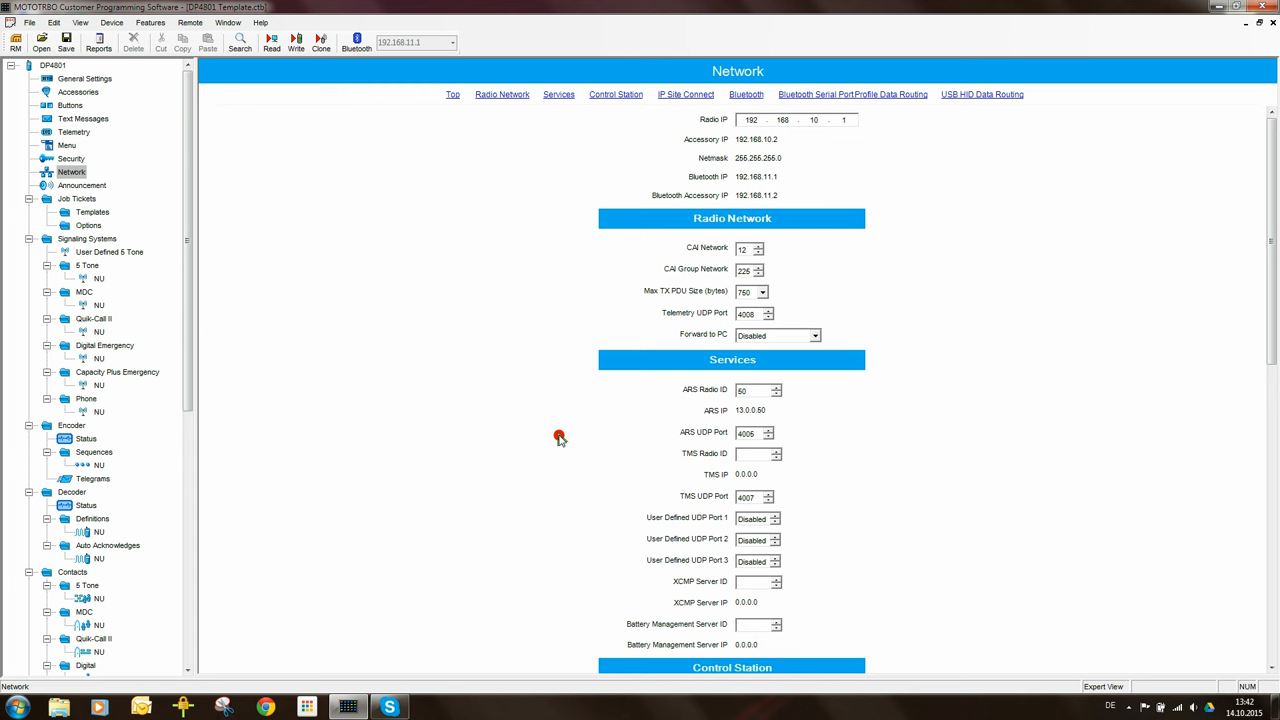 MOTOTRBO Customer Programming Software - [DP4801 Template.ctb]
File Edit View Device Features Remote Window Help
RM Open Save Reports Delete Cut Copy Paste Search Read Write Clone Bluetooth 192.168.11.1
DP4801
General Settings
Accessories
Buttons
Text Messages
Telemetry
Menu
Security
Network
Announcement
Job Tickets
Templates
Options
Signaling Systems
User Defined 5 Tone
5 Tone
NU
MDC
NU
Quik-Call II
NU
Digital Emergency
NU
Capacity Plus Emergency
NU
Phone
NU
Encoder
Status
Sequences
NU
Telegrams
Decoder
Status
Definitions
NU
Auto Acknowledges
NU
Contacts
5 Tone
NU
MDC
NU
Quik-Call II
NU
Digital
Network
Top Radio Network Services Control Station IP Site Connect Bluetooth Bluetooth Serial Port Profile Data Routing USB HID Data Routing
Radio IP 192 . 168 . 10 . 1
Accessory IP 192.168.10.2
Netmask 255.255.255.0
Bluetooth IP 192.168.11.1
Bluetooth Accessory IP 192.168.11.2
Radio Network
CAI Network 12
CAI Group Network 225
Max TX PDU Size (bytes) 750
Telemetry UDP Port 4008
Forward to PC Disabled
Services
ARS Radio ID 50
ARS IP 13.0.0.50
ARS UDP Port 4005
TMS Radio ID
TMS IP 0.0.0.0
TMS UDP Port 4007
User Defined UDP Port 1 Disabled
User Defined UDP Port 2 Disabled
User Defined UDP Port 3 Disabled
XCMP Server ID
XCMP Server IP 0.0.0.0
Battery Management Server ID
Battery Management Server IP 0.0.0.0
Control Station
Network Expert View NUM
DE 13:42
14.10.2015